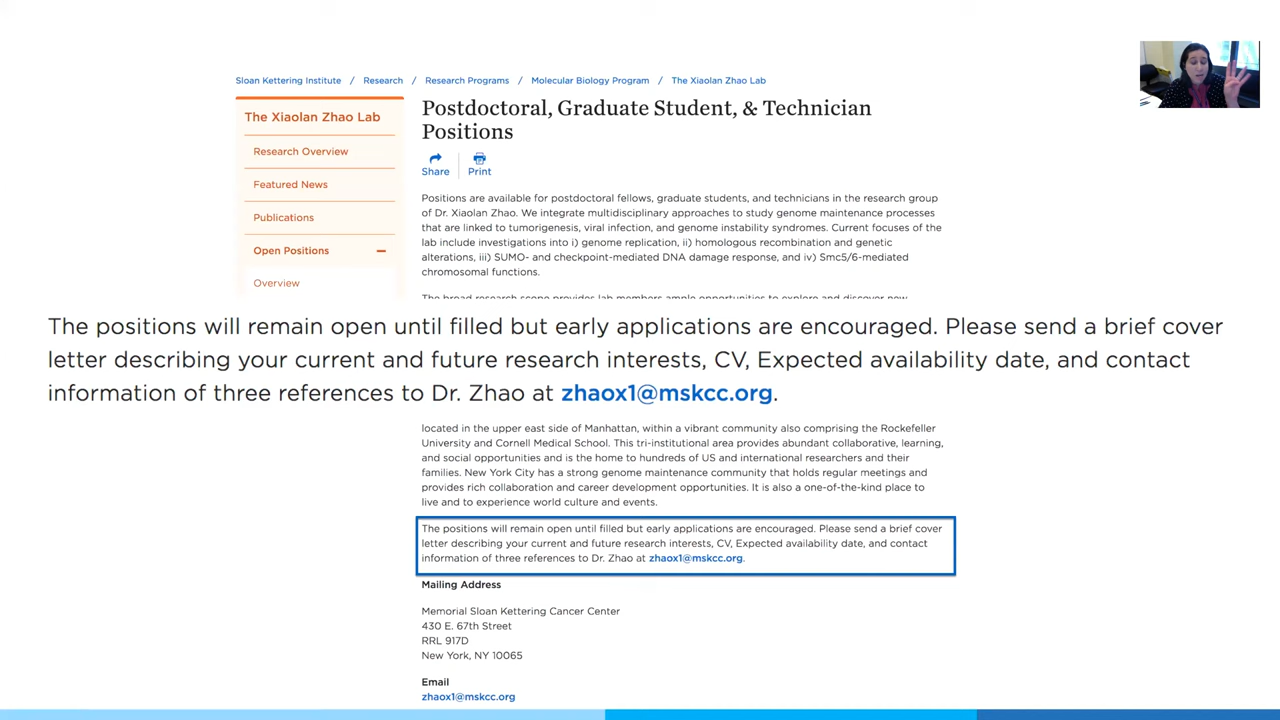 Sloan Kettering Institute / Research / Research Programs / Molecular Biology Program / The Xiaolan Zhao Lab
The Xiaolan Zhao Lab
Research Overview
Featured News
Publications
Open Positions
Overview
Postdoctoral, Graduate Student, & Technician
Positions
Share
Print
Positions are available for postdoctoral fellows, graduate students, and technicians in the research group
of Dr. Xiaolan Zhao. We integrate multidisciplinary approaches to study genome maintenance processes
that are linked to tumorigenesis, viral infection, and genome instability syndromes. Current focuses of the
lab include investigations into i) genome replication, ii) homologous recombination and genetic
alterations, iii) SUMO- and checkpoint-mediated DNA damage response, and iv) Smc5/6-mediated
chromosomal functions.
The broad research scope provides lab members ample opportunities to explore and discover new
The positions will remain open until filled but early applications are encouraged. Please send a brief cover
letter describing your current and future research interests, CV, Expected availability date, and contact
information of three references to Dr. Zhao at zhaox1@mskcc.org.
located in the upper east side of Manhattan, within a vibrant community also comprising the Rockefeller
University and Cornell Medical School. This tri-institutional area provides abundant collaborative, learning,
and social opportunities and is the home to hundreds of US and international researchers and their
families. New York City has a strong genome maintenance community that holds regular meetings and
provides rich collaboration and career development opportunities. It is also a one-of-the-kind place to
live and to experience world culture and events.
The positions will remain open until filled but early applications are encouraged. Please send a brief cover
letter describing your current and future research interests, CV, Expected availability date, and contact
information of three references to Dr. Zhao at zhaox1@mskcc.org.
Mailing Address
Memorial Sloan Kettering Cancer Center
430 E. 67th Street
RRL 917D
New York, NY 10065
Email
zhaox1@mskcc.org